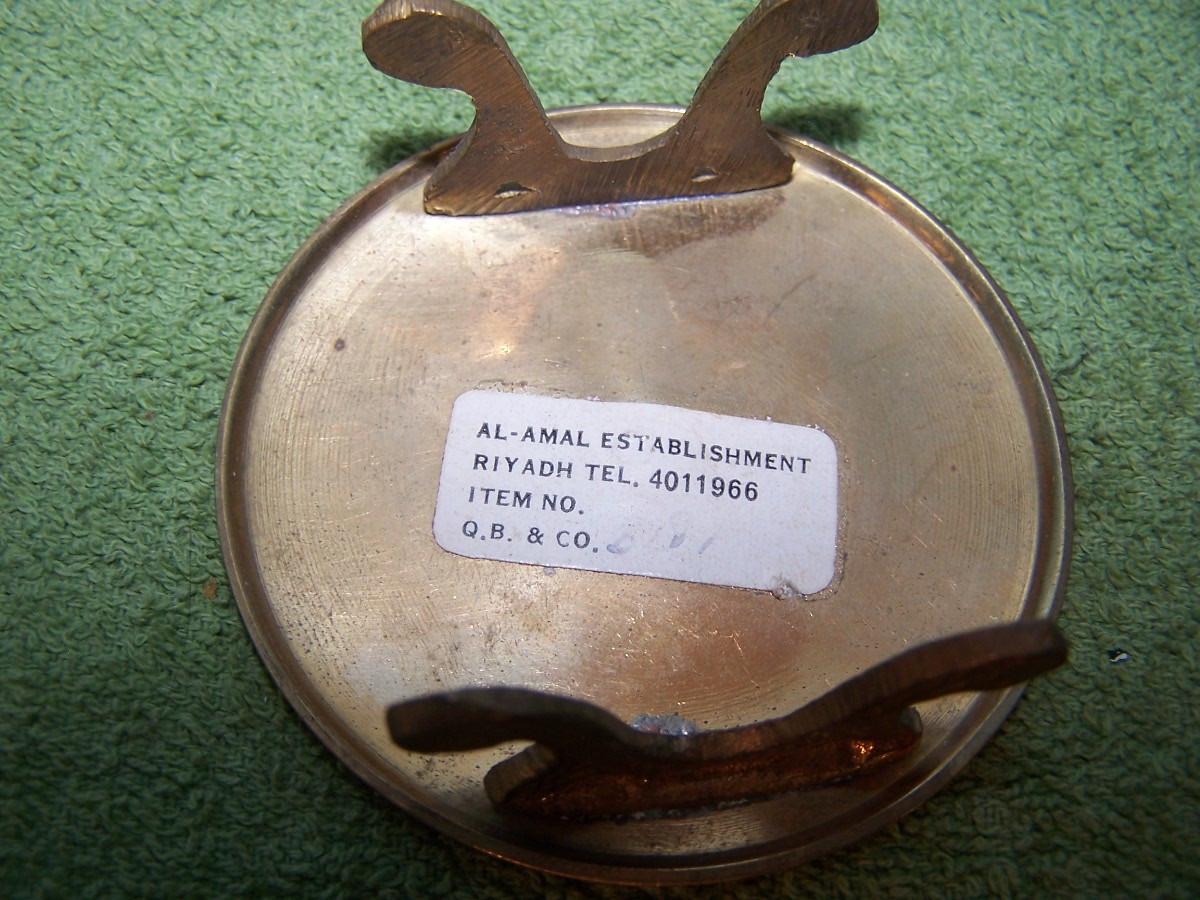 AL-AMAL ESTABLISHMENT
RIYADH TEL. 4011966
ITEM NO.
Q.B. & CO.